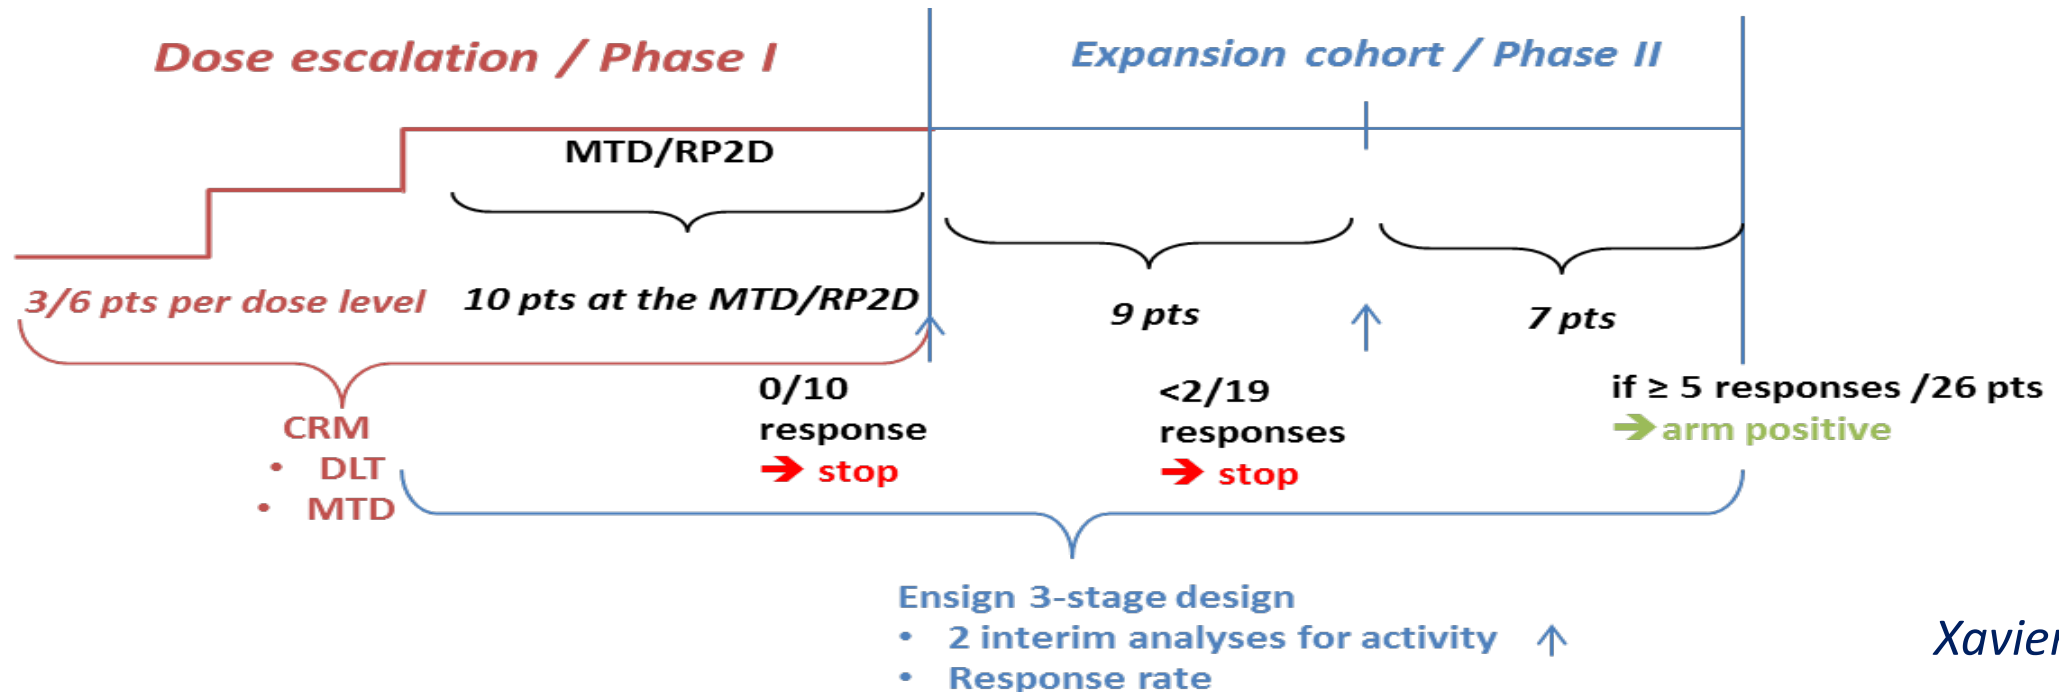 Dose escalation / Phase I
Expansion cohort / Phase II
MTD/RP2D
3/6 pts per dose level
10 pts at the MTD/RP2D
9 pts
7 pts
0/10
response
➔ stop
<2/19
responses
➔ stop
if ≥ 5 responses /26 pts
➔ arm positive
CRM
• DLT
• MTD
Ensign 3-stage design
• 2 interim analyses for activity ↑
• Response rate
Xavier